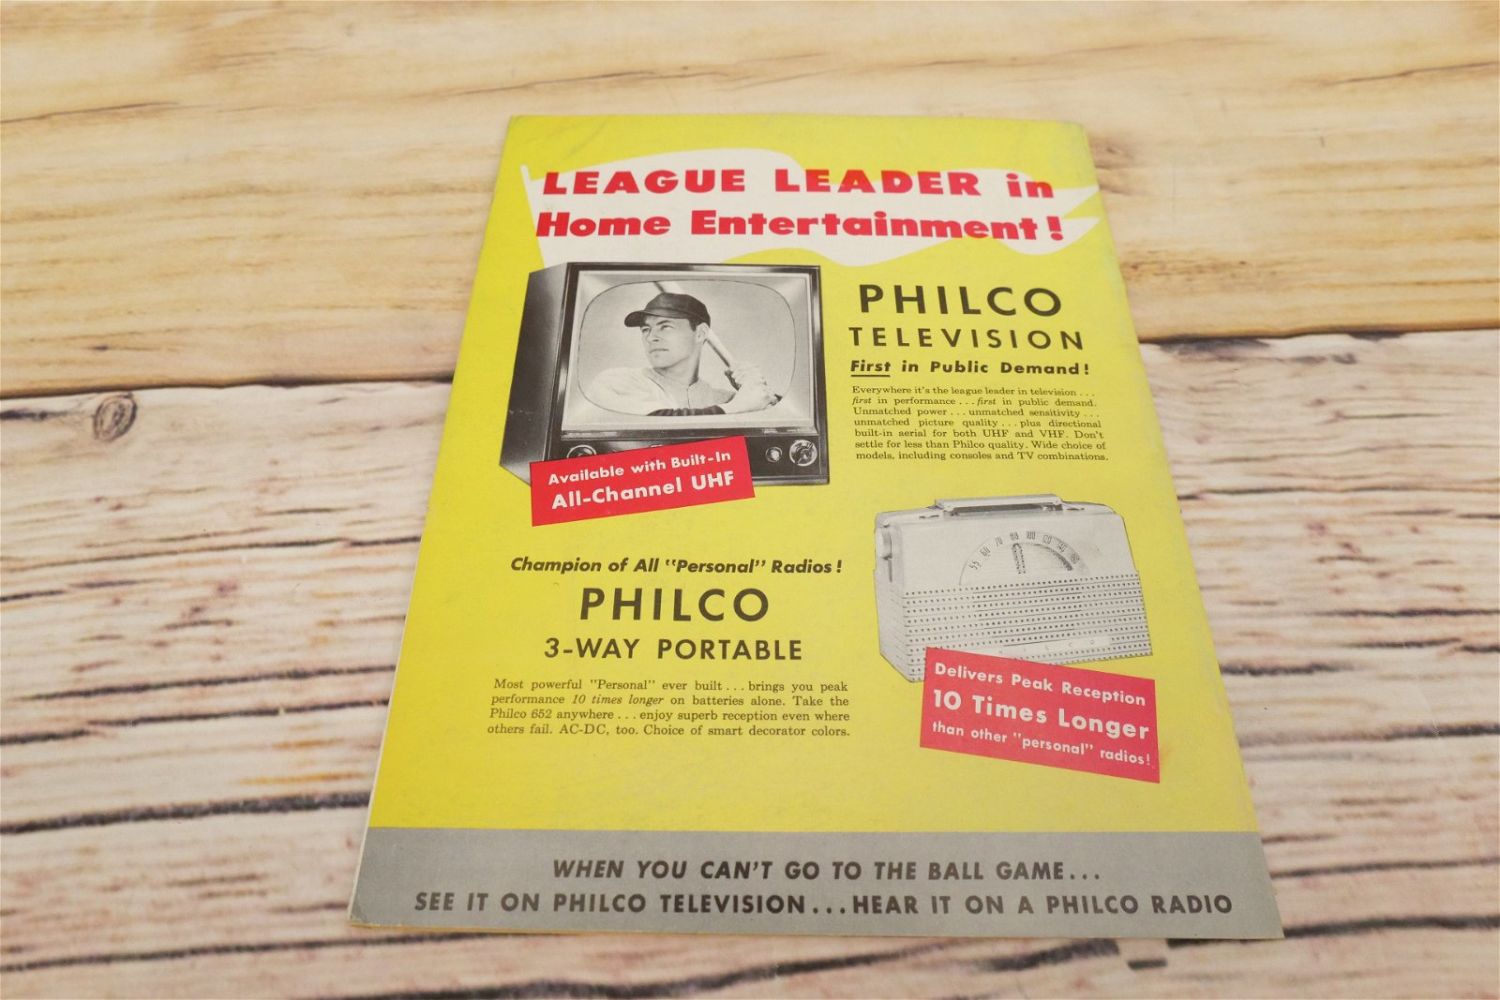 LEAGUE LEADER in
Home Entertainment!
PHILCO
TELEVISION
First in Public Demand!
Everywhere it's the league leader in television...
first in performance...first in public demand.
Unmatched power...unmatched sensitivity...
unmatched picture quality...plus directional
built-in aerial for both UHF and VHF. Don't
settle for less than Philco quality. Wide choice of
models, including consoles and TV combinations.
Available with Built-In
All-Channel UHF
Champion of All "Personal" Radios!
PHILCO
3-WAY PORTABLE
Most powerful "Personal" ever built...brings you peak
performance 10 times longer on batteries alone. Take the
Philco 652 anywhere...enjoy superb reception even where
others fail. AC-DC, too. Choice of smart decorator colors.
Delivers Peak Reception
10 Times Longer
than other "personal" radios!
WHEN YOU CAN'T GO TO THE BALL GAME...
SEE IT ON PHILCO TELEVISION...HEAR IT ON A PHILCO RADIO